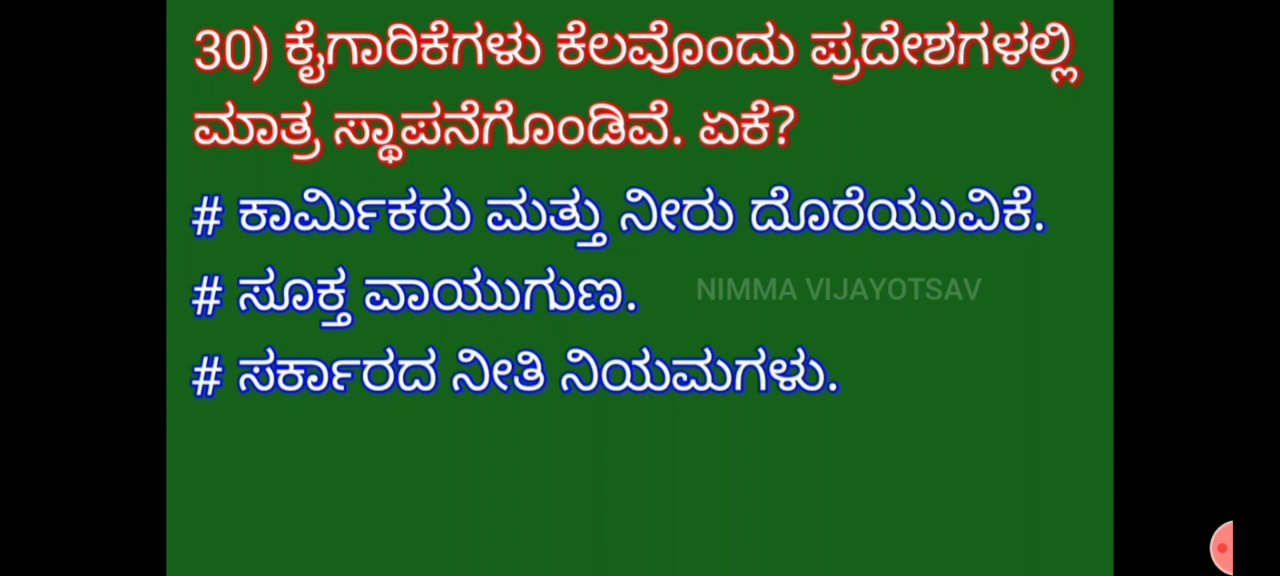 30) ಕೈಗಾರಿಕೆಗಳು ಕೆಲವೊಂದು ಪ್ರದೇಶಗಳಲ್ಲಿ
ಮಾತ್ರ ಸ್ಥಾಪನೆಗೊಂಡಿವೆ. ಏಕೆ?
# ಕಾರ್ಮಿಕರು ಮತ್ತು ನೀರು ದೊರೆಯುವಿಕೆ.
# ಸೂಕ್ತ ವಾಯುಗುಣ.
NIMMA VIJAYOTSAV
# ಸರ್ಕಾರದ ನೀತಿ ನಿಯಮಗಳು.